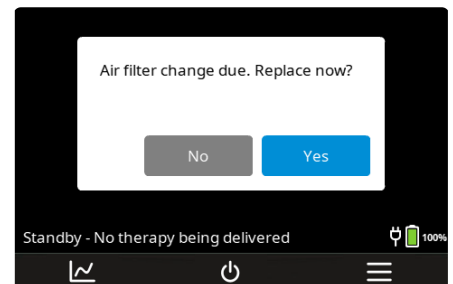 Air filter change due. Replace now?
No
Yes
Standby - No therapy being delivered
100%